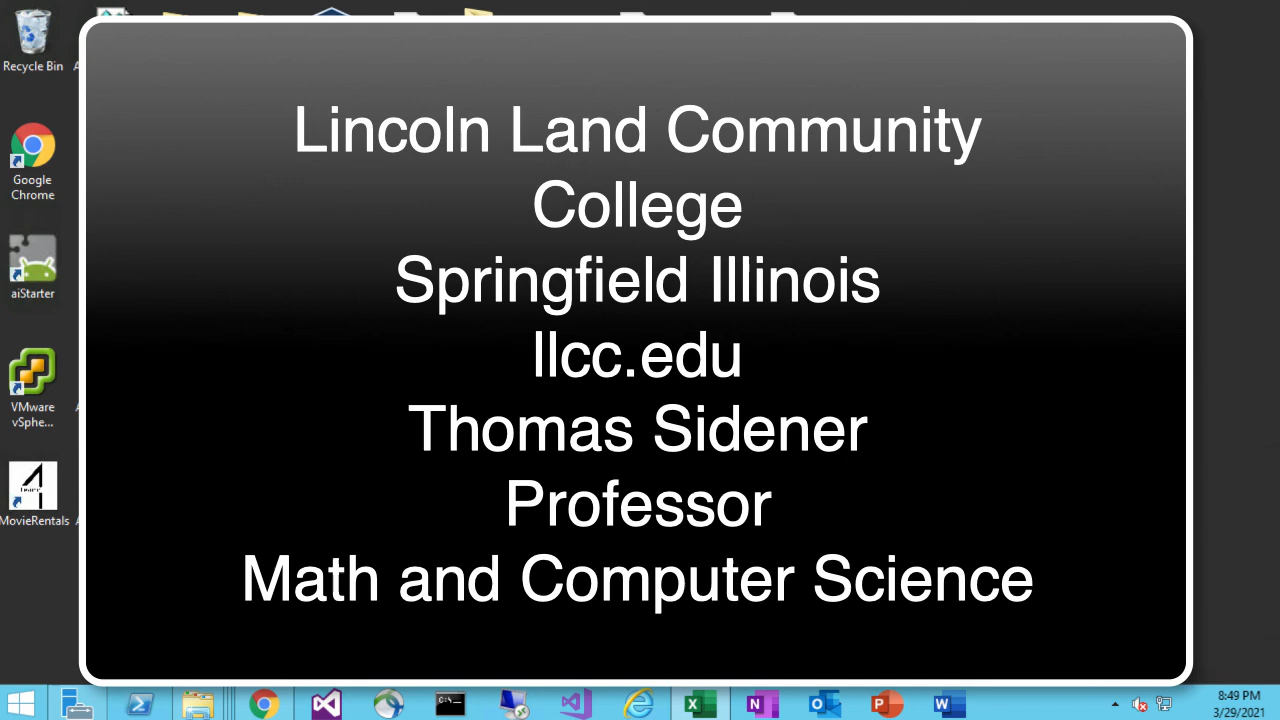 Recycle Bin
Google
Chrome
aiStarter
VMware
vSphe...
MovieRentals
Lincoln Land Community
College
Springfield Illinois
llcc.edu
Thomas Sidener
Professor
Math and Computer Science
8:49 PM
3/29/2021